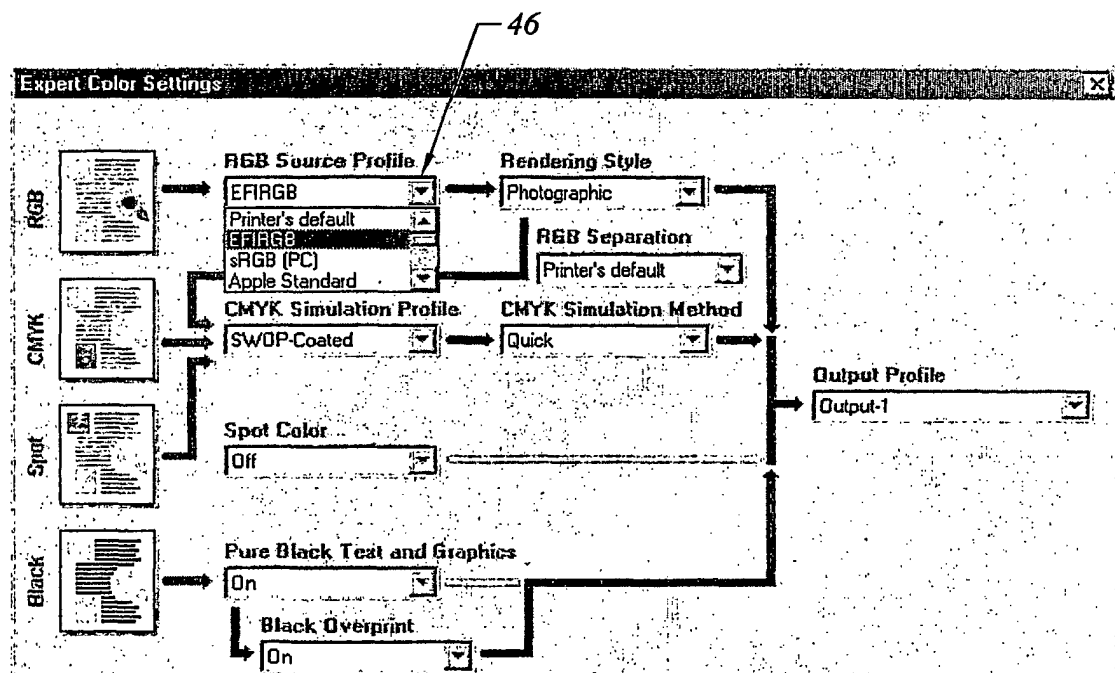 46
Expert Color Settings
RGB
RGB Source Profile
EFIRGB
Printer's default
EFIRGB
sRGB (PC)
Apple Standard
Rendering Style
Photographic
RGB Separation
Printer's default
CMYK
CMYK Simulation Profile
SWOP-Coated
CMYK Simulation Method
Quick
Output Profile
Output-1
Spot
Spot Color
Off
Black
Pure Black Text and Graphics
On
Black Overprint
On